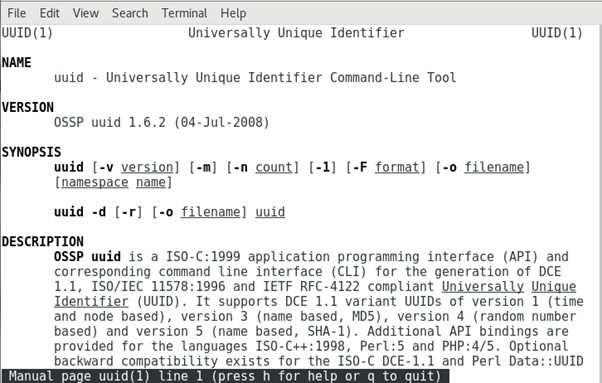 File Edit View Search Terminal Help
UUID(1) Universally Unique Identifier UUID(1)
NAME
uuid - Universally Unique Identifier Command-Line Tool
VERSION
OSSP uuid 1.6.2 (04-Jul-2008)
SYNOPSIS
uuid [-v version] [-m] [-n count] [-1] [-F format] [-o filename]
[namespace name]
uuid -d [-r] [-o filename] uuid
DESCRIPTION
OSSP uuid is a ISO-C:1999 application programming interface (API) and
corresponding command line interface (CLI) for the generation of DCE
1.1, ISO/IEC 11578:1996 and IETF RFC-4122 compliant Universally Unique
Identifier (UUID). It supports DCE 1.1 variant UUIDs of version 1 (time
and node based), version 3 (name based, MD5), version 4 (random number
based) and version 5 (name based, SHA-1). Additional API bindings are
provided for the languages ISO-C++:1998, Perl:5 and PHP:4/5. Optional
backward compatibility exists for the ISO-C DCE-1.1 and Perl Data::UUID
Manual page uuid(1) line 1 (press h for help or q to quit)